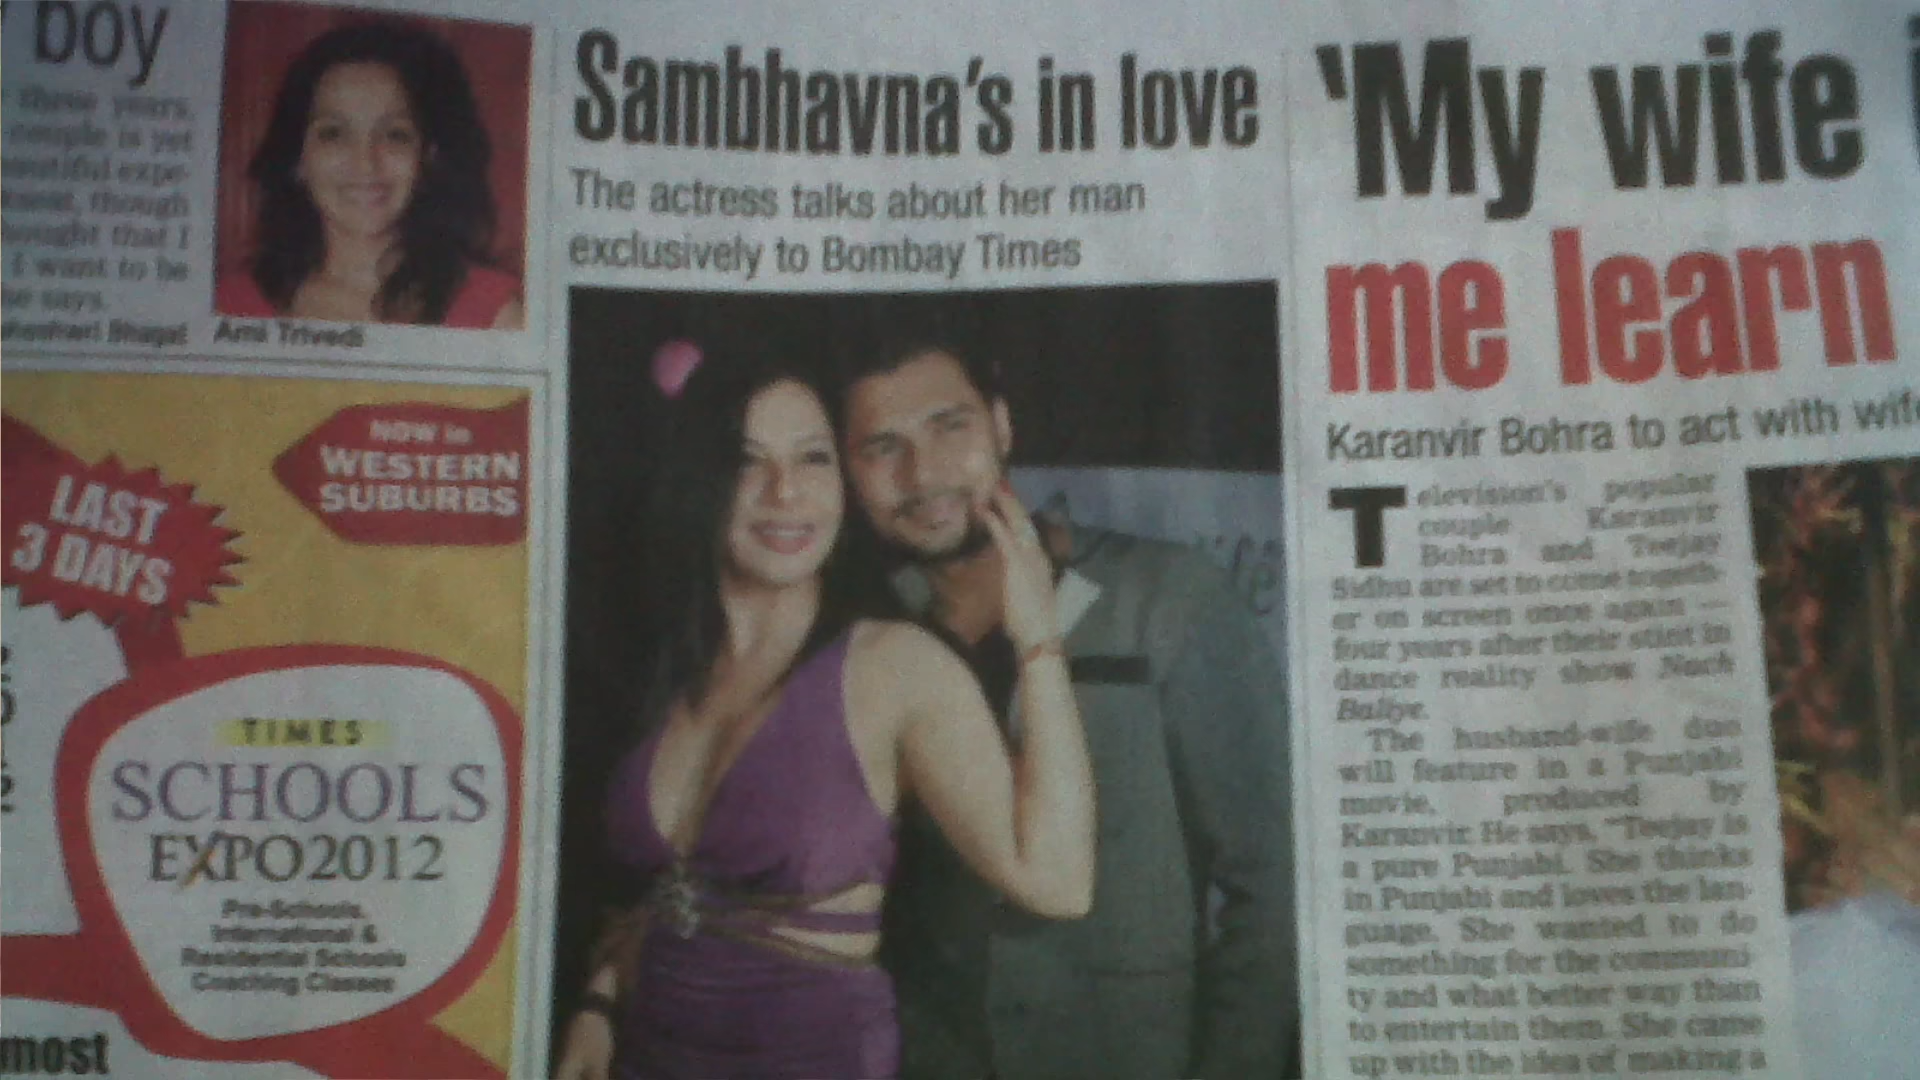 boy
three years,
couple is yet
expe-
though
ought that I
I want to be
says.
Bhagat
Ami Trivedi
NOW in
WESTERN
SUBURBS
LAST
3 DAYS
TIMES
SCHOOLS
EXPO2012
Pre-Schools,
International &
Residential Schools
Coaching Classes
most
Sambhavna's in love
The actress talks about her man
exclusively to Bombay Times
'My wife
me learn
Karanvir Bohra to act with wife
Television's popular
couple Karanvir
Bohra and Teejay
Sidhu are set to come togeth-
er on screen once again —
four years after their stint in
dance reality show Nach
Baliye.
The husband-wife duo
will feature in a Punjabi
movie, produced by
Karanvir. He says, "Teejay is
a pure Punjabi. She thinks
in Punjabi and loves the lan-
guage. She wanted to do
something for the communi-
ty and what better way than
to entertain them. She came
up with the idea of making a